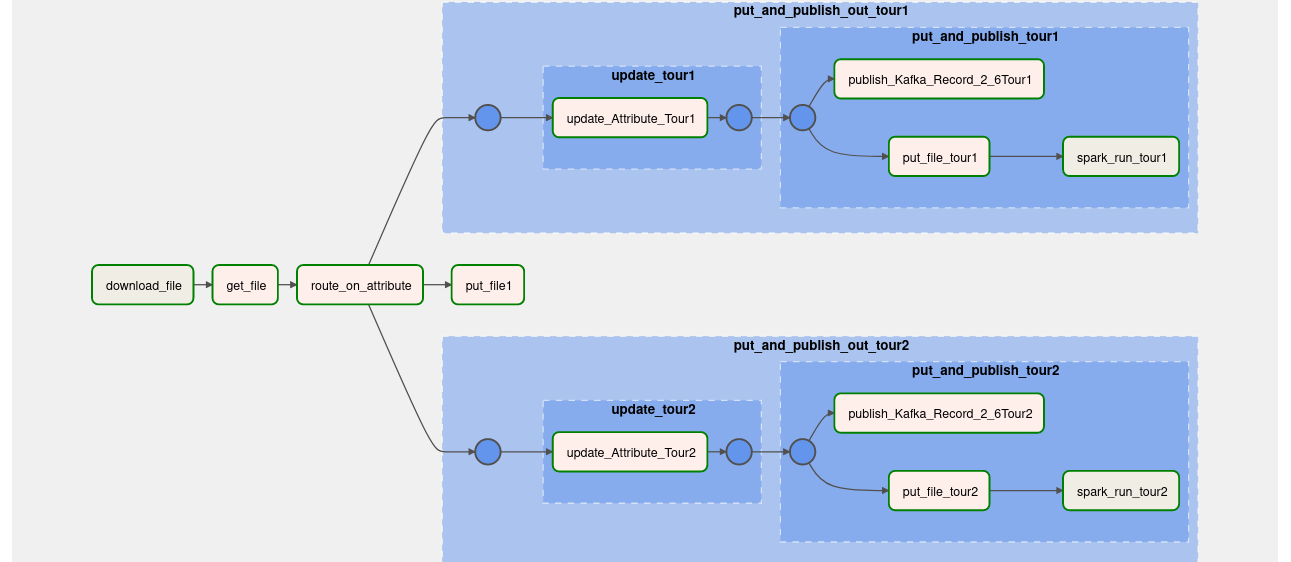 put_and_publish_out_tour1
put_and_publish_tour1
update_tour1
publish_Kafka_Record_2_6Tour1
update_Attribute_Tour1
put_file_tour1
spark_run_tour1
download_file
get_file
route_on_attribute
put_file1
put_and_publish_out_tour2
put_and_publish_tour2
update_tour2
publish_Kafka_Record_2_6Tour2
update_Attribute_Tour2
put_file_tour2
spark_run_tour2